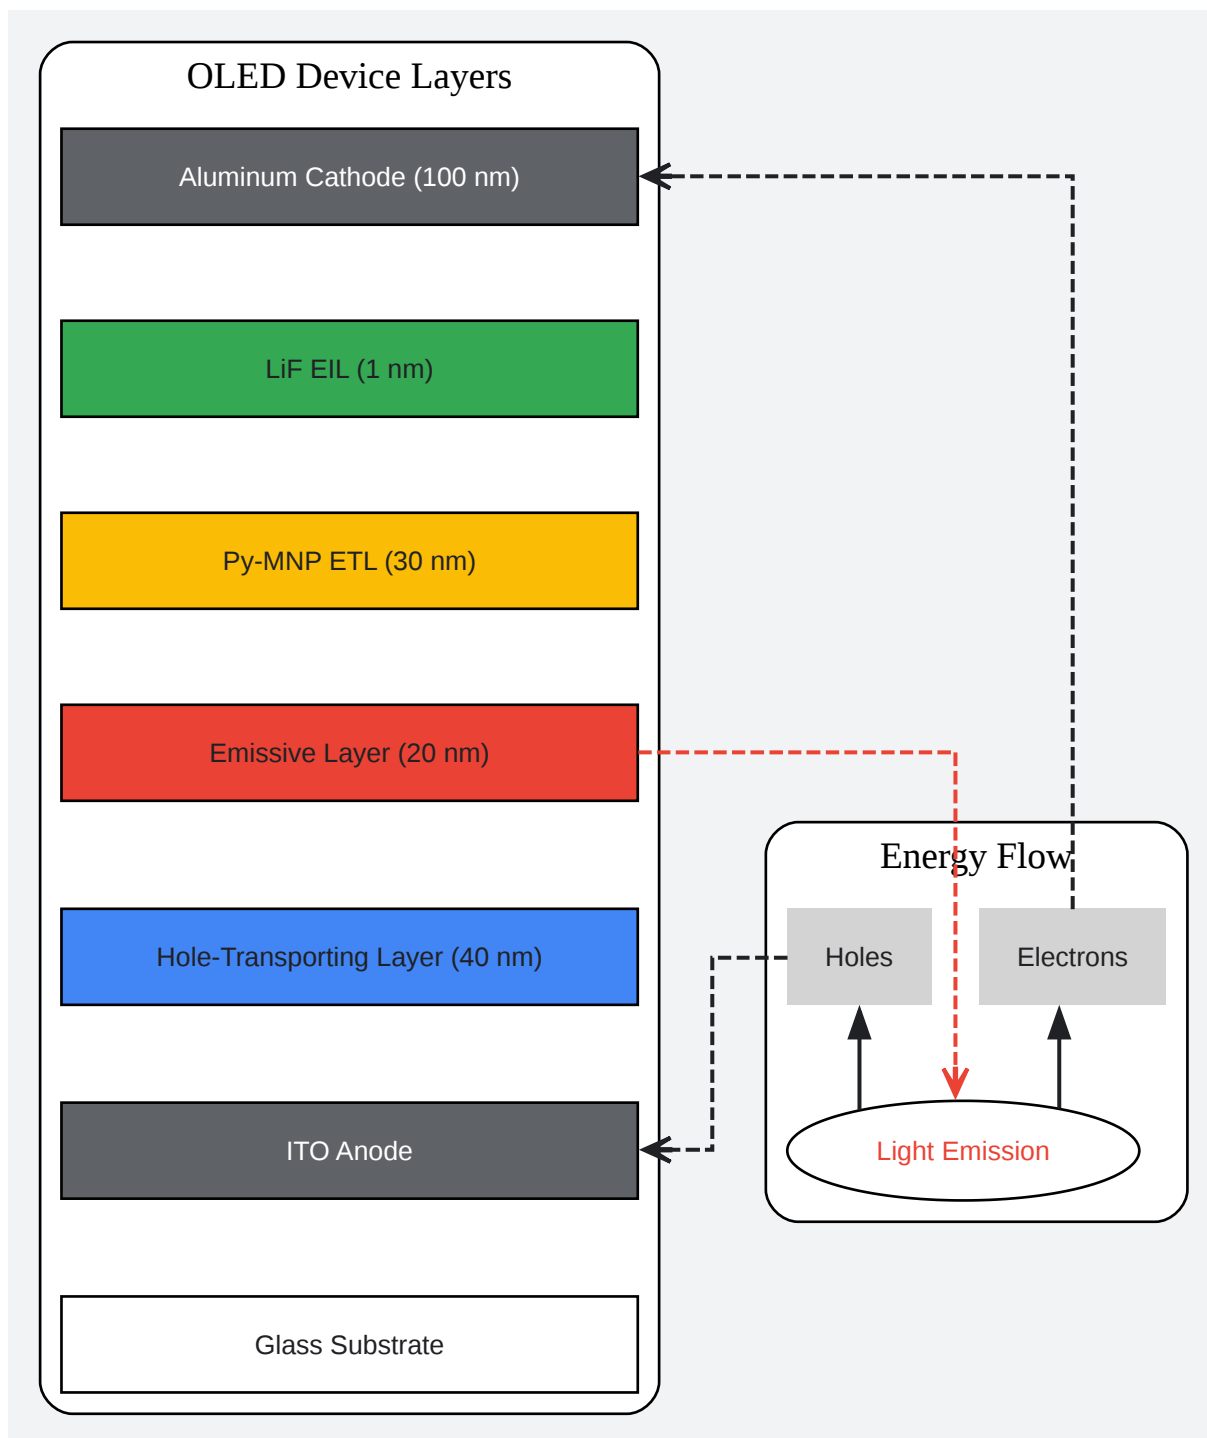 OLED Device Layers
Aluminum Cathode (100 nm)
LiF EIL (1 nm)
Py-MNP ETL (30 nm)
Emissive Layer (20 nm)
Hole-Transporting Layer (40 nm)
ITO Anode
Glass Substrate
Energy Flow
Holes
Electrons
Light Emission